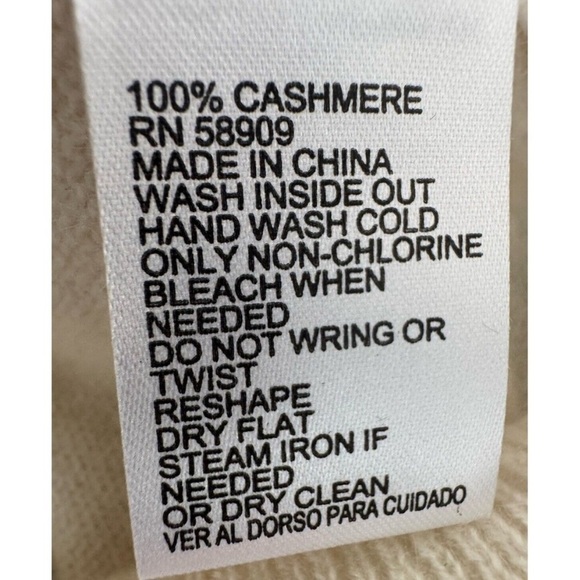 100% CASHMERE
RN 58909
MADE IN CHINA
WASH INSIDE OUT
HAND WASH COLD
ONLY NON-CHLORINE
BLEACH WHEN
NEEDED
DO NOT WRING OR
TWIST
RESHAPE
DRY FLAT
STEAM IRON IF
NEEDED
OR DRY CLEAN
VER AL DORSO PARA CUIDADO